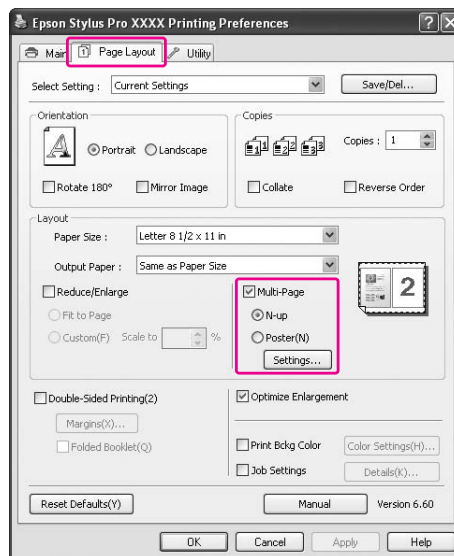 Epson Stylus Pro XXXX Printing Preferences
Main Page Layout Utility
Select Setting : Current Settings Save/Del...
Orientation Copies
Portrait Landscape Copies : 1
Rotate 180° Mirror Image Collate Reverse Order
Layout
Paper Size : Letter 8 1/2 x 11 in
Output Paper : Same as Paper Size
Reduce/Enlarge Multi-Page
Fit to Page N-up
Custom(F) Scale to % Poster(N)
Settings...
2
Double-Sided Printing(2) Optimize Enlargement
Margins(X)...
Folded Booklet(Q) Print Bckg Color Color Settings(H)...
Job Settings Details(K)...
Reset Defaults(Y) Manual Version 6.60
OK Cancel Apply Help